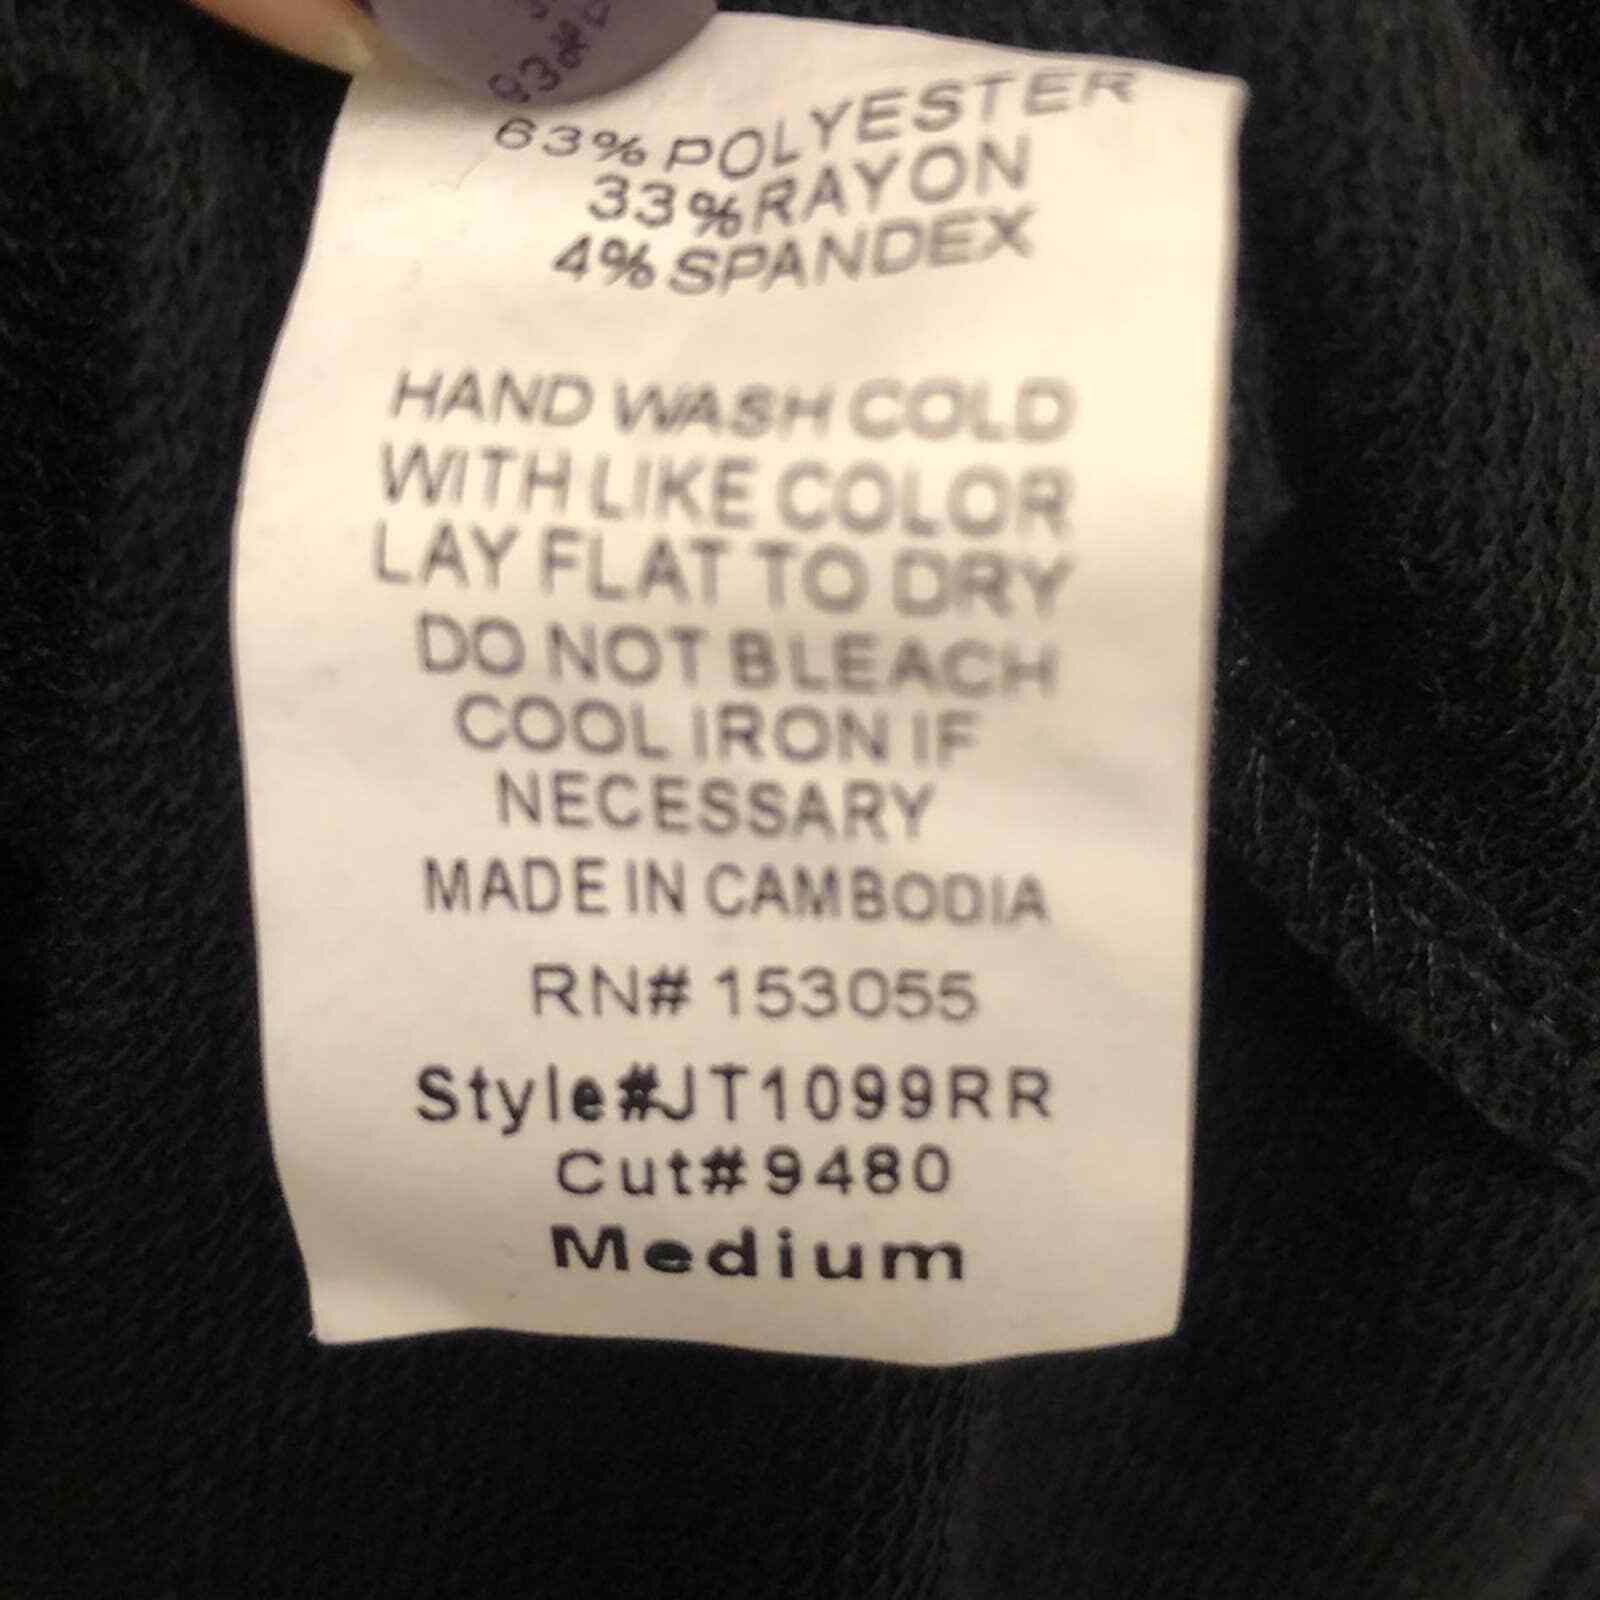 63% POLYESTER
33% RAYON
4% SPANDEX
HAND WASH COLD
WITH LIKE COLOR
LAY FLAT TO DRY
DO NOT BLEACH
COOL IRON IF
NECESSARY
MADE IN CAMBODIA
RN# 153055
Style#JT1099RR
Cut#9480
Medium